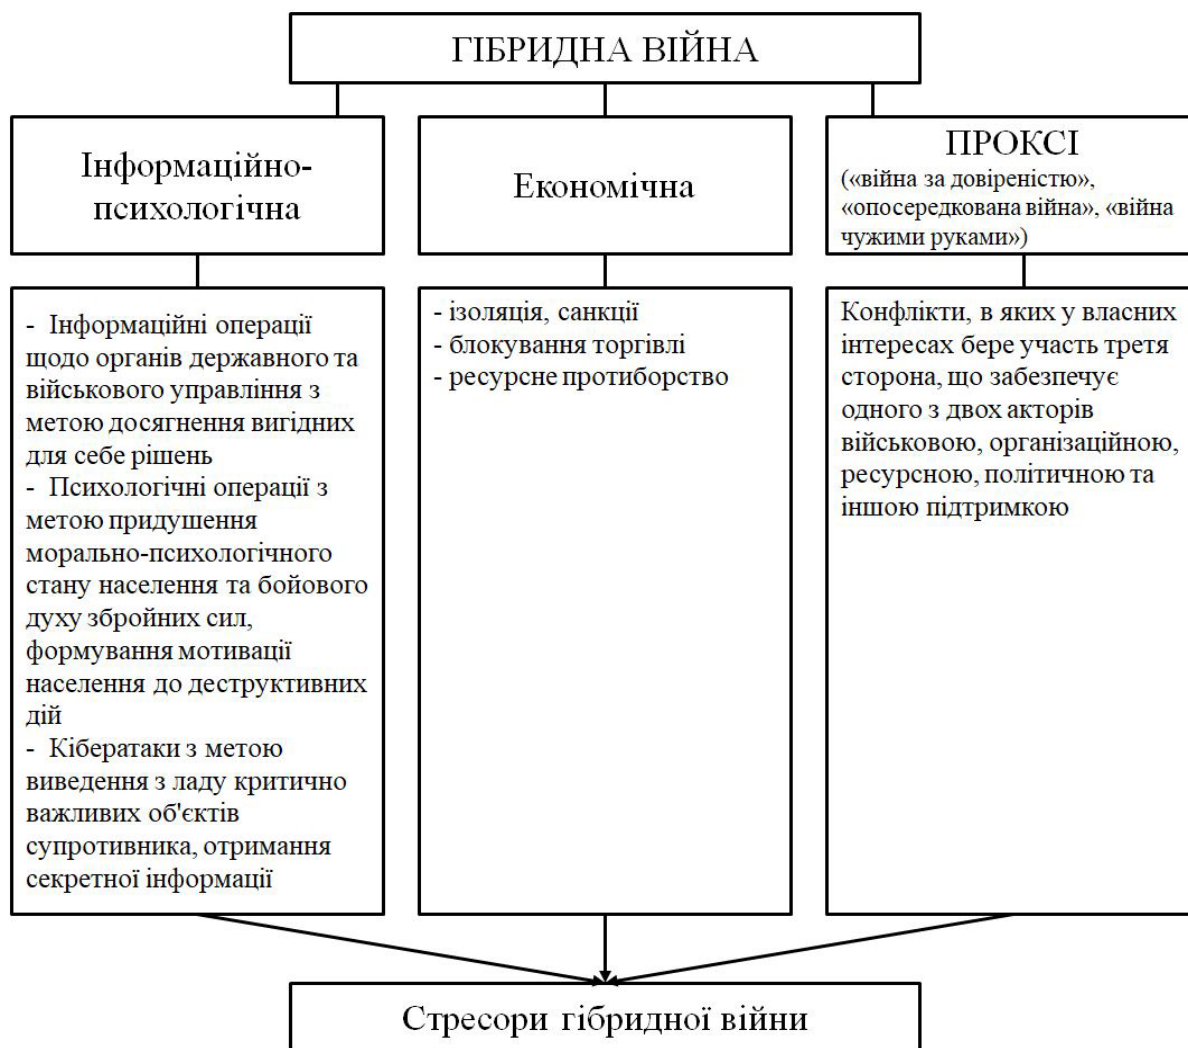 ГІБРИДНА ВІЙНА
Інформаційно-
психологічна
Економічна
ПРОКСІ
(«війна за довіреністю»,
«опосередкована війна», «війна
чужими руками»)
- Інформаційні операції
щодо органів державного та
військового управління з
метою досягнення вигідних
для себе рішень
- Психологічні операції з
метою придушення
морально-психологічного
стану населення та бойового
духу збройних сил,
формування мотивації
населення до деструктивних
дій
- Кібератаки з метою
виведення з ладу критично
важливих об'єктів
супротивника, отримання
секретної інформації
- ізоляція, санкції
- блокування торгівлі
- ресурсне протиборство
Конфлікти, в яких у власних
інтересах бере участь третя
сторона, що забезпечує
одного з двох акторів
військовою, організаційною,
ресурсною, політичною та
іншою підтримкою
Стресори гібридної війни